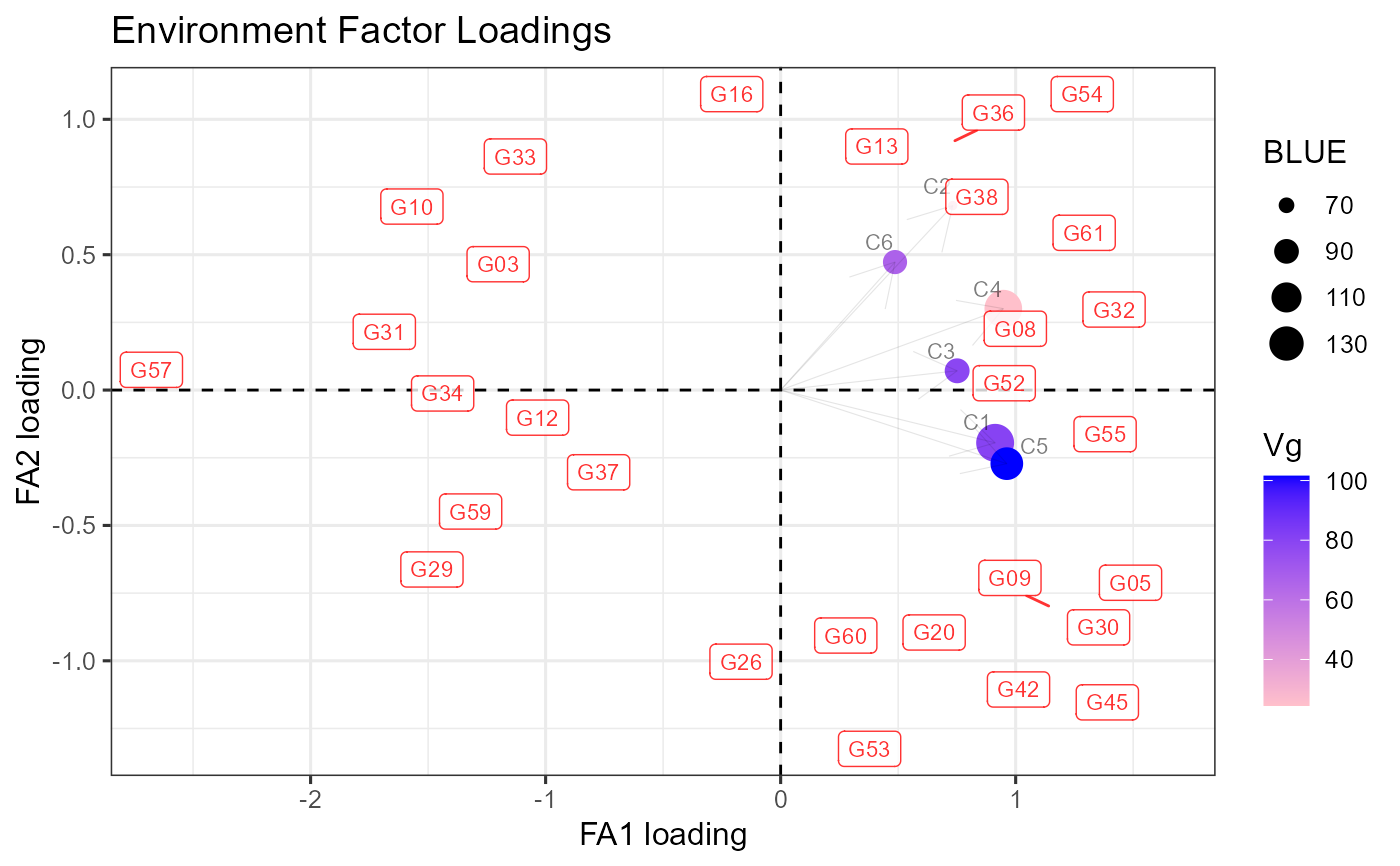 Environment Factor Loadings
G16
G54
G36
1.0
G13
G33
C2
G38
G10
G61
C6
0.5
G03
C4
G32
G31
G08
C3
G57
G52
0.0
G34
G12
C1
G55
C5
G37
G59
-0.5
G29
G09
G05
G60
G20
G30
-1.0
G26
G42
G45
G53
-2
-1
0
1
FA1 loading
FA2 loading
BLUE
70
90
110
130
Vg
100
80
60
40